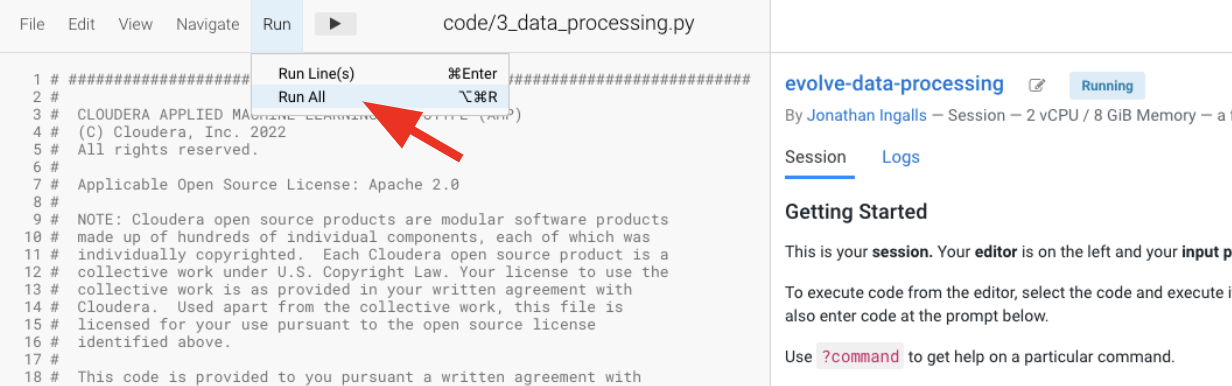 File Edit View Navigate Run code/3_data_processing.py
Run Line(s) ⌘Enter
Run All ⌥⌘R
1 # #################### ###########################
2 #
3 # CLOUDERA APPLIED MACHINE LEARNING PROTOTYPE (AMP)
4 # (C) Cloudera, Inc. 2022
5 # All rights reserved.
6 #
7 # Applicable Open Source License: Apache 2.0
8 #
9 # NOTE: Cloudera open source products are modular software products
10 # made up of hundreds of individual components, each of which was
11 # individually copyrighted.  Each Cloudera open source product is a
12 # collective work under U.S. Copyright Law. Your license to use the
13 # collective work is as provided in your written agreement with
14 # Cloudera.  Used apart from the collective work, this file is
15 # licensed for your use pursuant to the open source license
16 # identified above.
17 #
18 # This code is provided to you pursuant a written agreement with
evolve-data-processing Running
By Jonathan Ingalls — Session — 2 vCPU / 8 GiB Memory — a
Session Logs
Getting Started
This is your session. Your editor is on the left and your input
To execute code from the editor, select the code and execute
also enter code at the prompt below.
Use ?command to get help on a particular command.